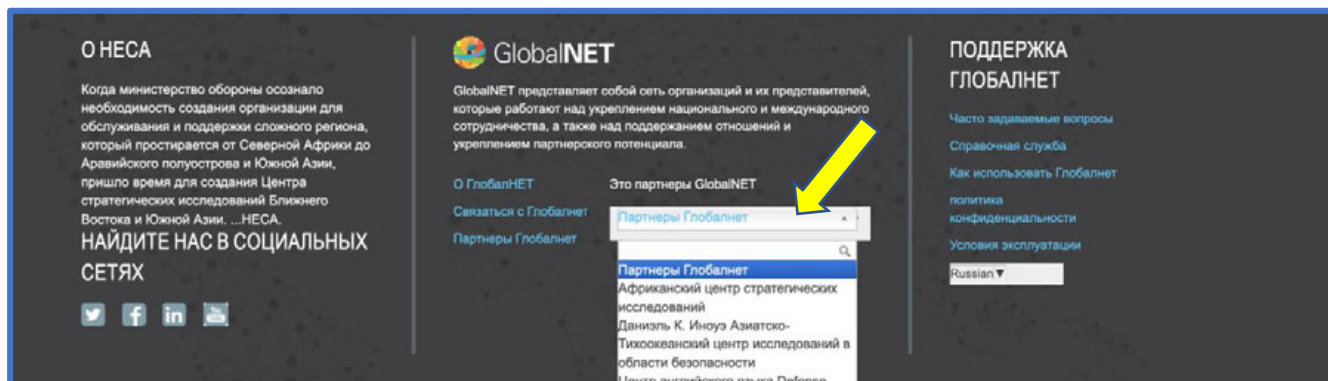 О НЕСА
Когда министерство обороны осознало
необходимость создания организации для
обслуживания и поддержки сложного региона,
который простирается от Северной Африки до
Аравийского полуострова и Южной Азии,
пришло время для создания Центра
стратегических исследований Ближнего
Востока и Южной Азии. ...НЕСА.
НАЙДИТЕ НАС В СОЦИАЛЬНЫХ
СЕТЯХ
GlobalNET
GlobalNET представляет собой сеть организаций и их представителей,
которые работают над укреплением национального и международного
сотрудничества, а также над поддержанием отношений и
укреплением партнерского потенциала.
О ГлобалНЕТ
Связаться с Глобалнет
Партнеры Глобалнет
Это партнеры GlobalNET
Партнеры Глобалнет
Партнеры Глобалнет
Африканский центр стратегических
исследований
Даниэль К. Иноуэ Азиатско-
Тихоокеанский центр исследований в
области безопасности
Центр английского языка Defense
ПОДДЕРЖКА
ГЛОБАЛНЕТ
Часто задаваемые вопросы
Справочная служба
Как использовать Глобалнет
политика
конфиденциальности
Условия эксплуатации
Russian